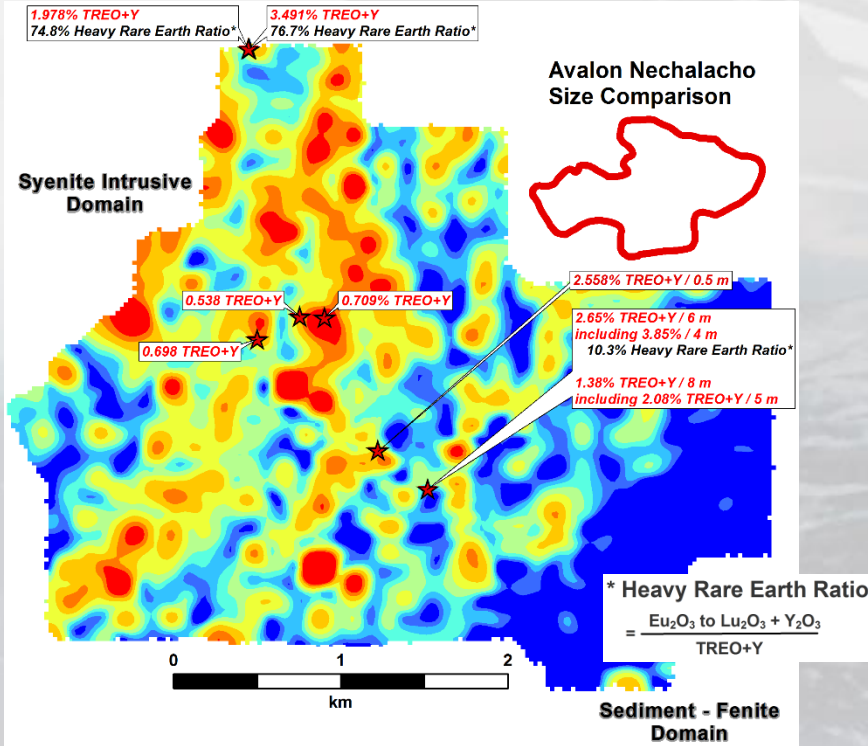 1.978% TREO+Y
74.8% Heavy Rare Earth Ratio*
3.491% TREO+Y
76.7% Heavy Rare Earth Ratio*
Avalon Nechalacho
Size Comparison
Syenite Intrusive
Domain
2.558% TREO+Y / 0.5 m
0.538 TREO+Y
0.709% TREO+Y
2.65% TREO+Y / 6 m
including 3.85% / 4 m
10.3% Heavy Rare Earth Ratio*
0.698 TREO+Y
1.38% TREO+Y / 8 m
including 2.08% TREO+Y / 5 m
* Heavy Rare Earth Ratio
= Eu₂O₃ to Lu₂O₃ + Y₂O₃
TREO+Y
0 1 2
km
Sediment - Fenite
Domain